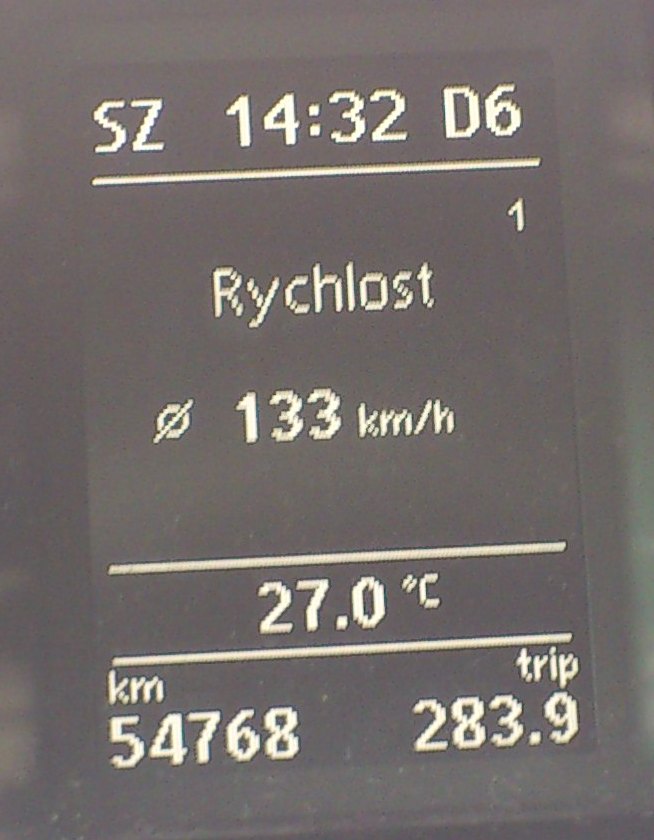 SZ 14:32 D6
1
Rychlost
Ø 133 km/h
27.0 °C
km trip
54768 283.9